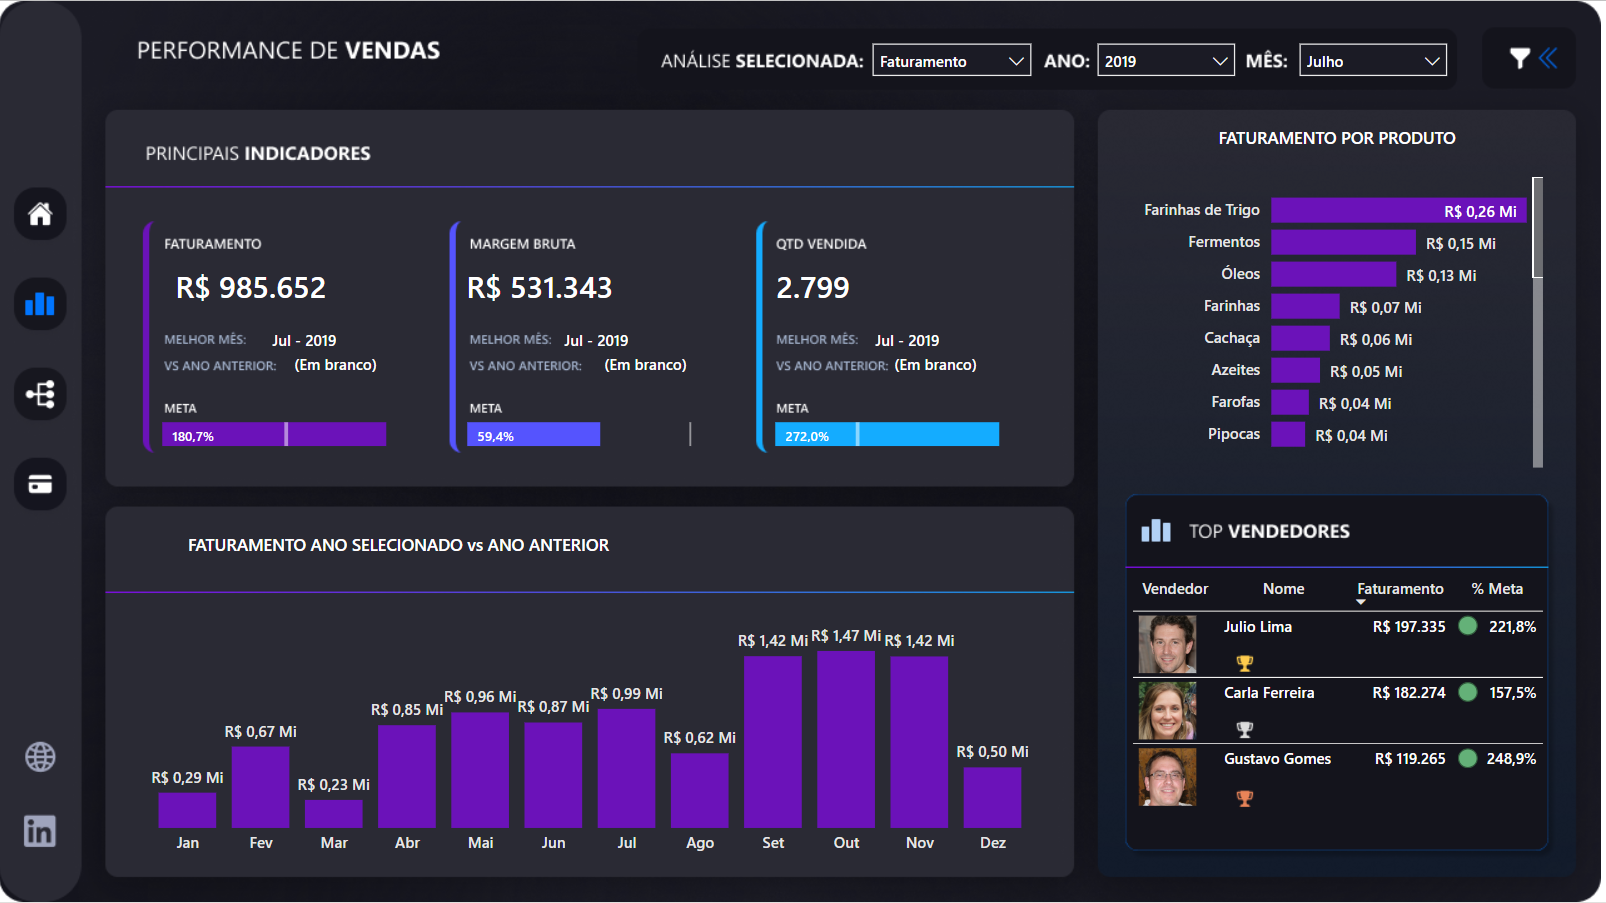 PERFORMANCE DE VENDAS
ANÁLISE SELECIONADA: Faturamento ANO: 2019 MÊS: Julho
PRINCIPAIS INDICADORES
FATURAMENTO
R$ 985.652
MELHOR MÊS: Jul - 2019
VS ANO ANTERIOR: (Em branco)
META
180,7%
MARGEM BRUTA
R$ 531.343
MELHOR MÊS: Jul - 2019
VS ANO ANTERIOR: (Em branco)
META
59,4%
QTD VENDIDA
2.799
MELHOR MÊS: Jul - 2019
VS ANO ANTERIOR: (Em branco)
META
272,0%
FATURAMENTO ANO SELECIONADO vs ANO ANTERIOR
R$ 0,29 Mi R$ 0,67 Mi R$ 0,23 Mi R$ 0,85 Mi R$ 0,96 Mi R$ 0,87 Mi R$ 0,99 Mi R$ 0,62 Mi R$ 1,42 Mi R$ 1,47 Mi R$ 1,42 Mi R$ 0,50 Mi
Jan Fev Mar Abr Mai Jun Jul Ago Set Out Nov Dez
FATURAMENTO POR PRODUTO
Farinhas de Trigo R$ 0,26 Mi
Fermentos R$ 0,15 Mi
Óleos R$ 0,13 Mi
Farinhas R$ 0,07 Mi
Cachaça R$ 0,06 Mi
Azeites R$ 0,05 Mi
Farofas R$ 0,04 Mi
Pipocas R$ 0,04 Mi
TOP VENDEDORES
Vendedor Nome Faturamento % Meta
Julio Lima R$ 197.335 221,8%
Carla Ferreira R$ 182.274 157,5%
Gustavo Gomes R$ 119.265 248,9%
in